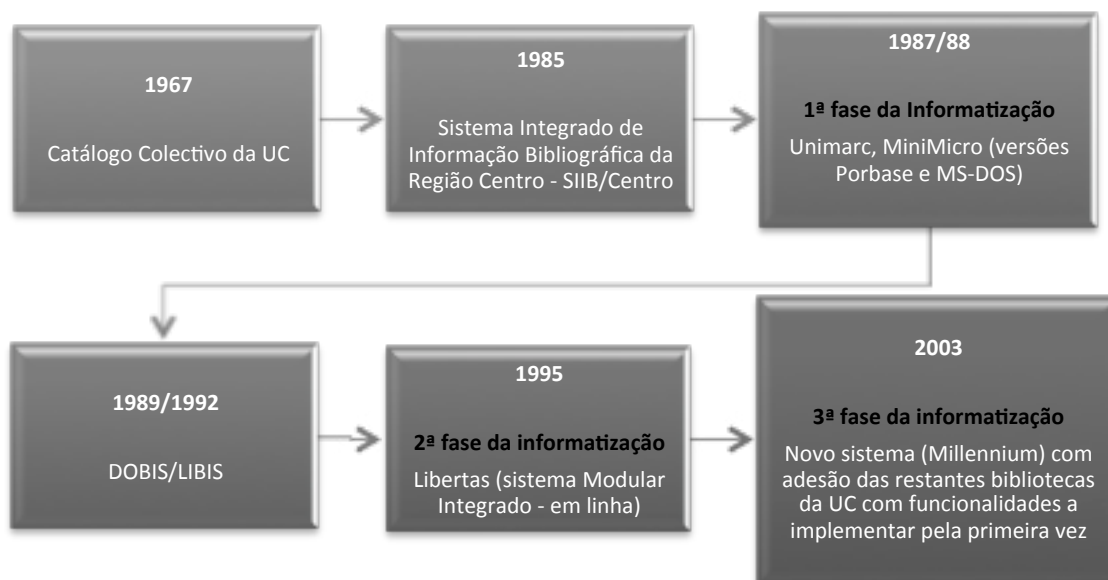 1967
Catálogo Colectivo da UC
1985
Sistema Integrado de
Informação Bibliográfica da
Região Centro - SIIB/Centro
1987/88
1ª fase da Informatização
Unimarc, MiniMicro (versões
Porbase e MS-DOS)
1989/1992
DOBIS/LIBIS
1995
2ª fase da informatização
Libertas (sistema Modular
Integrado - em linha)
2003
3ª fase da informatização
Novo sistema (Millennium) com
adesão das restantes bibliotecas
da UC com funcionalidades a
implementar pela primeira vez